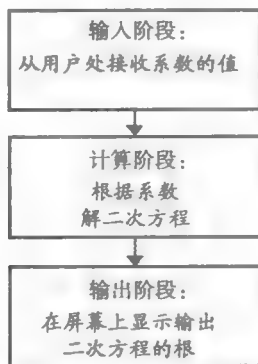 输入阶段：
从用户处接收系数的值
计算阶段：
根据系数
解二次方程
输出阶段：
在屏幕上显示输出
二次方程的根